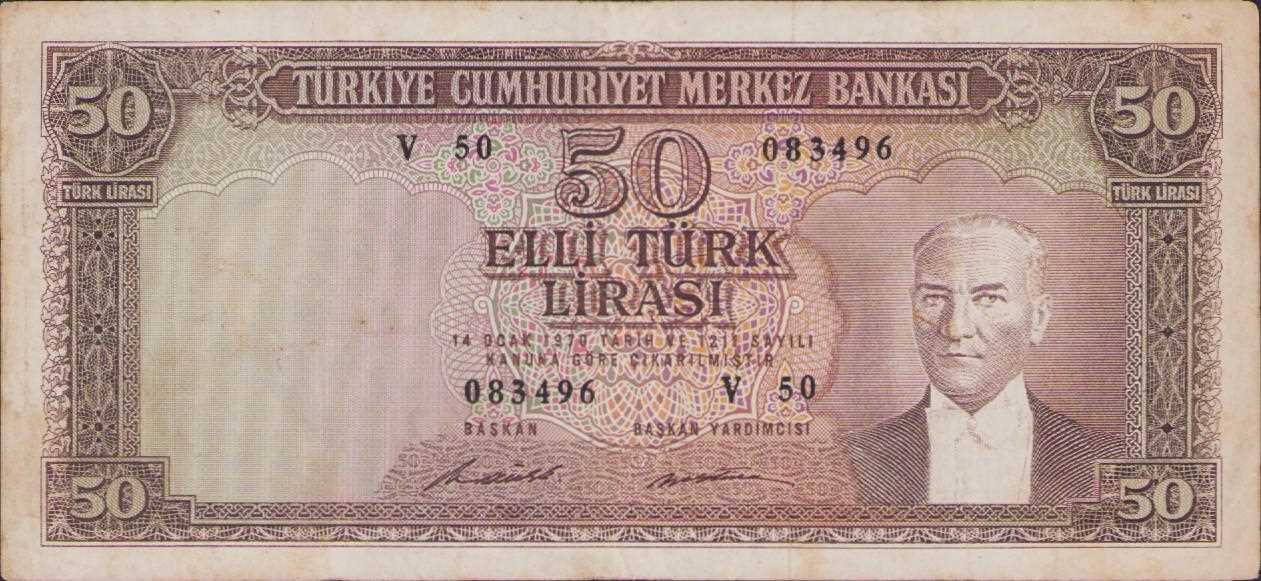 TÜRKİYE CUMHURİYET MERKEZ BANKASI
50
50
V 50
50
083496
TÜRK LİRASI
TÜRK LİRASI
ELLİ TÜRK
LİRASI
14 OCAK 1970 TARİH VE 1211 SAYILI
KANUNA GÖRE ÇIKARILMIŞTIR
083496
V 50
BAŞKAN
BAŞKAN YARDIMCISI
50
50